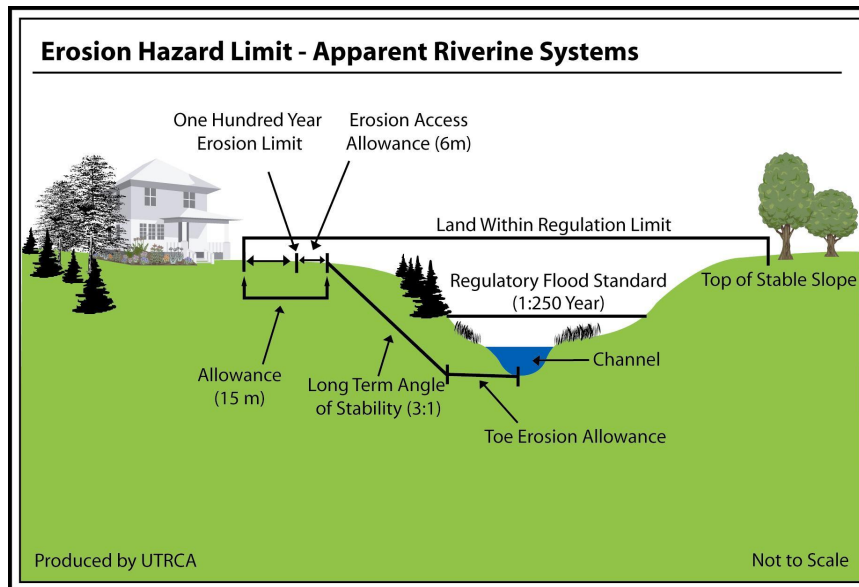 Erosion Hazard Limit - Apparent Riverine Systems
One Hundred Year
Erosion Limit
Erosion Access
Allowance (6m)
Land Within Regulation Limit
Regulatory Flood Standard
(1:250 Year)
Top of Stable Slope
Channel
Allowance
(15 m)
Long Term Angle
of Stability (3:1)
Toe Erosion Allowance
Produced by UTRCA
Not to Scale